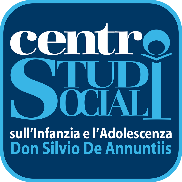 centro
STUDI
SOCIALI
sull'Infanzia e l'Adolescenza
Don Silvio De Annuntiis